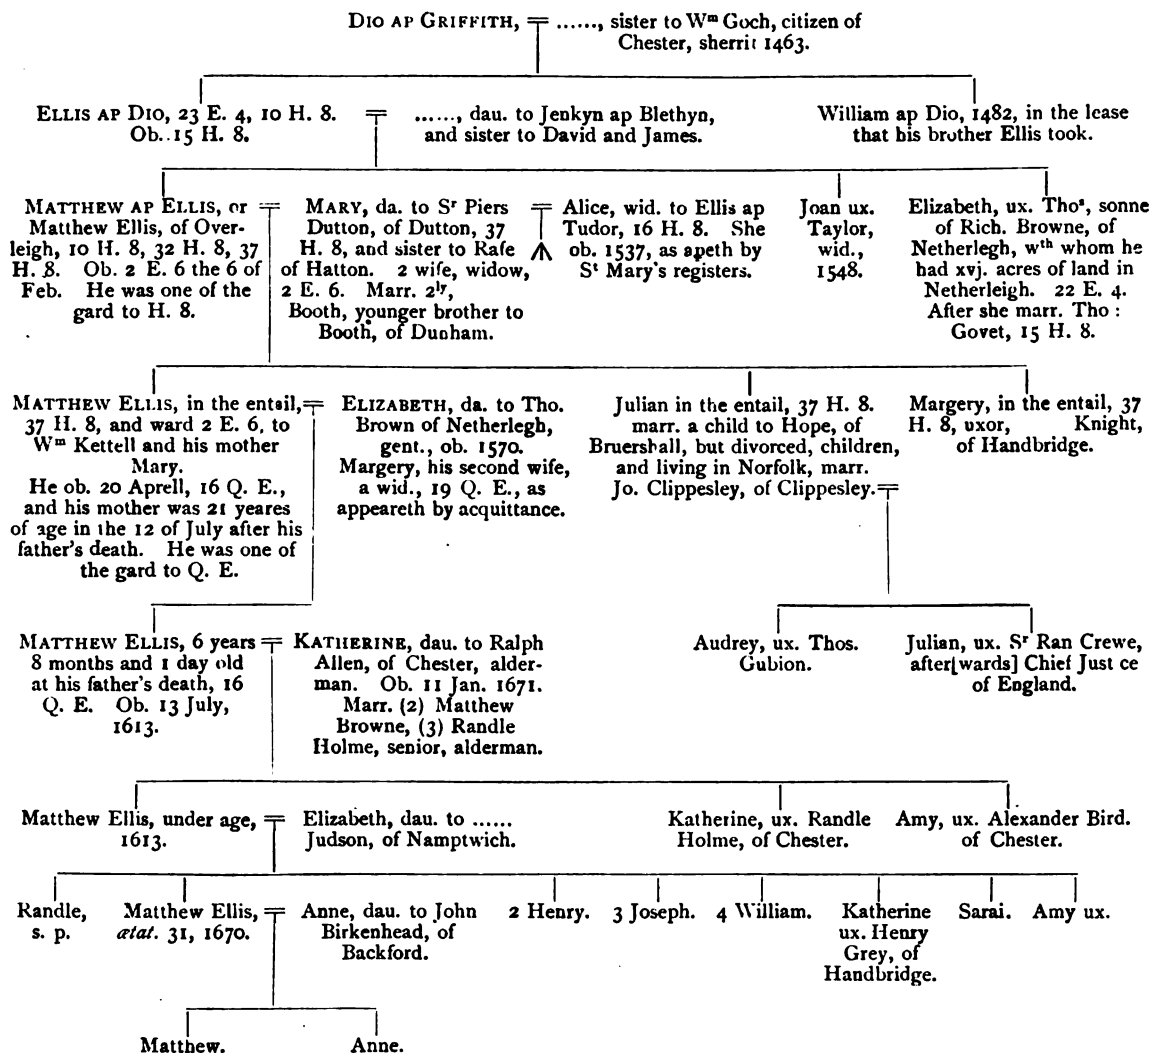 DIO AP GRIFFITH, = ......, sister to Wᵐ Goch, citizen of
Chester, sherrif 1463.
ELLIS AP DIO, 23 E. 4, 10 H. 8.
Ob. 15 H. 8.
=
......, dau. to Jenkyn ap Blethyn,
and sister to David and James.
William ap Dio, 1482, in the lease
that his brother Ellis took.
MATTHEW AP ELLIS, or
Matthew Ellis, of Over-
leigh, 10 H. 8, 32 H. 8, 37
H. 8. Ob. 2 E. 6 the 6 of
Feb. He was one of the
gard to H. 8.
=
MARY, da. to Sʳ Piers
Dutton, of Dutton, 37
H. 8, and sister to Rafe
of Hatton. 2 wife, widow,
2 E. 6. Marr. 2ˡʸ,
Booth, younger brother to
Booth, of Dunham.
=
Alice, wid. to Ellis ap
Tudor, 16 H. 8. She
ob. 1537, as apeth by
Sᵗ Mary's registers.
Joan ux.
Taylor,
wid.,
1548.
Elizabeth, ux. Thoˢ, sonne
of Rich. Browne, of
Netherlegh, wᵗʰ whom he
had xvj. acres of land in
Netherleigh. 22 E. 4.
After she marr. Tho:
Govet, 15 H. 8.
MATTHEW ELLIS, in the entail,
37 H. 8, and ward 2 E. 6, to
Wᵐ Kettell and his mother
Mary.
He ob. 20 Aprell, 16 Q. E.,
and his mother was 21 yeares
of age in the 12 of July after his
father's death. He was one of
the gard to Q. E.
=
ELIZABETH, da. to Tho.
Brown of Netherlegh,
gent., ob. 1570.
Margery, his second wife,
a wid., 19 Q. E., as
appeareth by acquittance.
Julian in the entail, 37 H. 8.
marr. a child to Hope, of
Bruershall, but divorced, children,
and living in Norfolk, marr.
Jo. Clippesley, of Clippesley. =
Margery, in the entail, 37
H. 8, uxor, Knight,
of Handbridge.
MATTHEW ELLIS, 6 years
8 months and 1 day old
at his father's death, 16
Q. E. Ob. 13 July,
1613.
=
KATHERINE, dau. to Ralph
Allen, of Chester, alder-
man. Ob. 11 Jan. 1671.
Marr. (2) Matthew
Browne, (3) Randle
Holme, senior, alderman.
Audrey, ux. Thos.
Gubion.
Julian, ux. Sʳ Ran Crewe,
after[wards] Chief Just ce
of England.
Matthew Ellis, under age,
1613.
=
Elizabeth, dau. to ......
Judson, of Namptwich.
Katherine, ux. Randle
Holme, of Chester.
Amy, ux. Alexander Bird.
of Chester.
Randle,
s. p.
Matthew Ellis,
ætat. 31, 1670.
=
Anne, dau. to John
Birkenhead, of
Backford.
2 Henry.
3 Joseph.
4 William.
Katherine
ux. Henry
Grey, of
Handbridge.
Sarai.
Amy ux.
Matthew.
Anne.